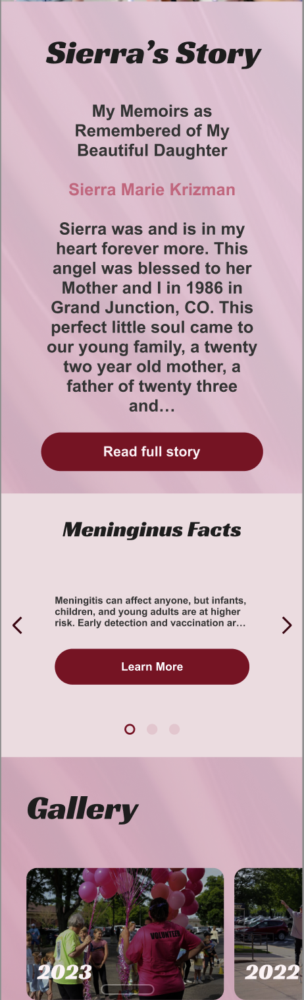 Sierra’s Story
My Memoirs as
Remembered of My
Beautiful Daughter
Sierra Marie Krizman
Sierra was and is in my
heart forever more. This
angel was blessed to her
Mother and I in 1986 in
Grand Junction, CO. This
perfect little soul came to
our young family, a twenty
two year old mother, a
father of twenty three
and…
Read full story
Meninginus Facts
Meningitis can affect anyone, but infants,
children, and young adults are at higher
risk. Early detection and vaccination ar…
Learn More
Gallery
VOLUNTEER
2023
2022